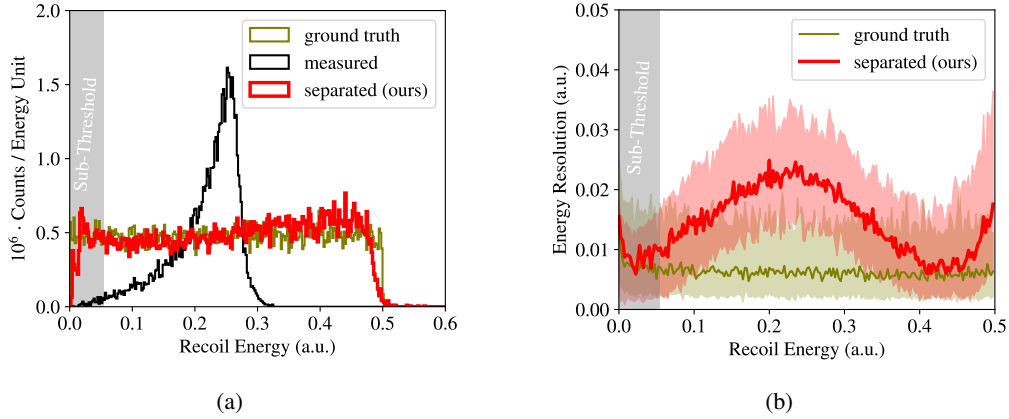 ground truth
measured
separated (ours)
Sub-Threshold
10⁶ · Counts / Energy Unit
2.0
1.5
1.0
0.5
0.0
0.0 0.1 0.2 0.3 0.4 0.5 0.6
Recoil Energy (a.u.)
(a)
ground truth
separated (ours)
Sub-Threshold
Energy Resolution (a.u.)
0.05
0.04
0.03
0.02
0.01
0.00
0.0 0.1 0.2 0.3 0.4 0.5
Recoil Energy (a.u.)
(b)